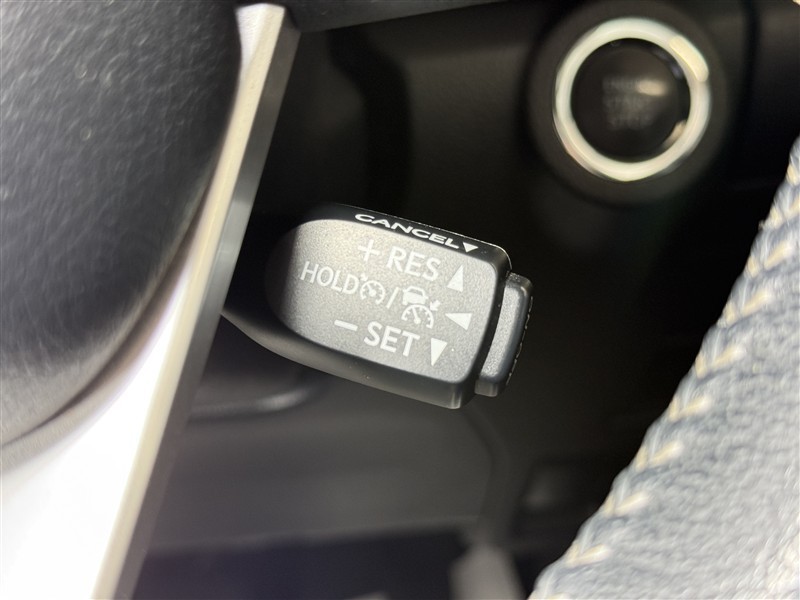 CANCEL▼
+ RES ▲
HOLD / ◀
− SET ▼